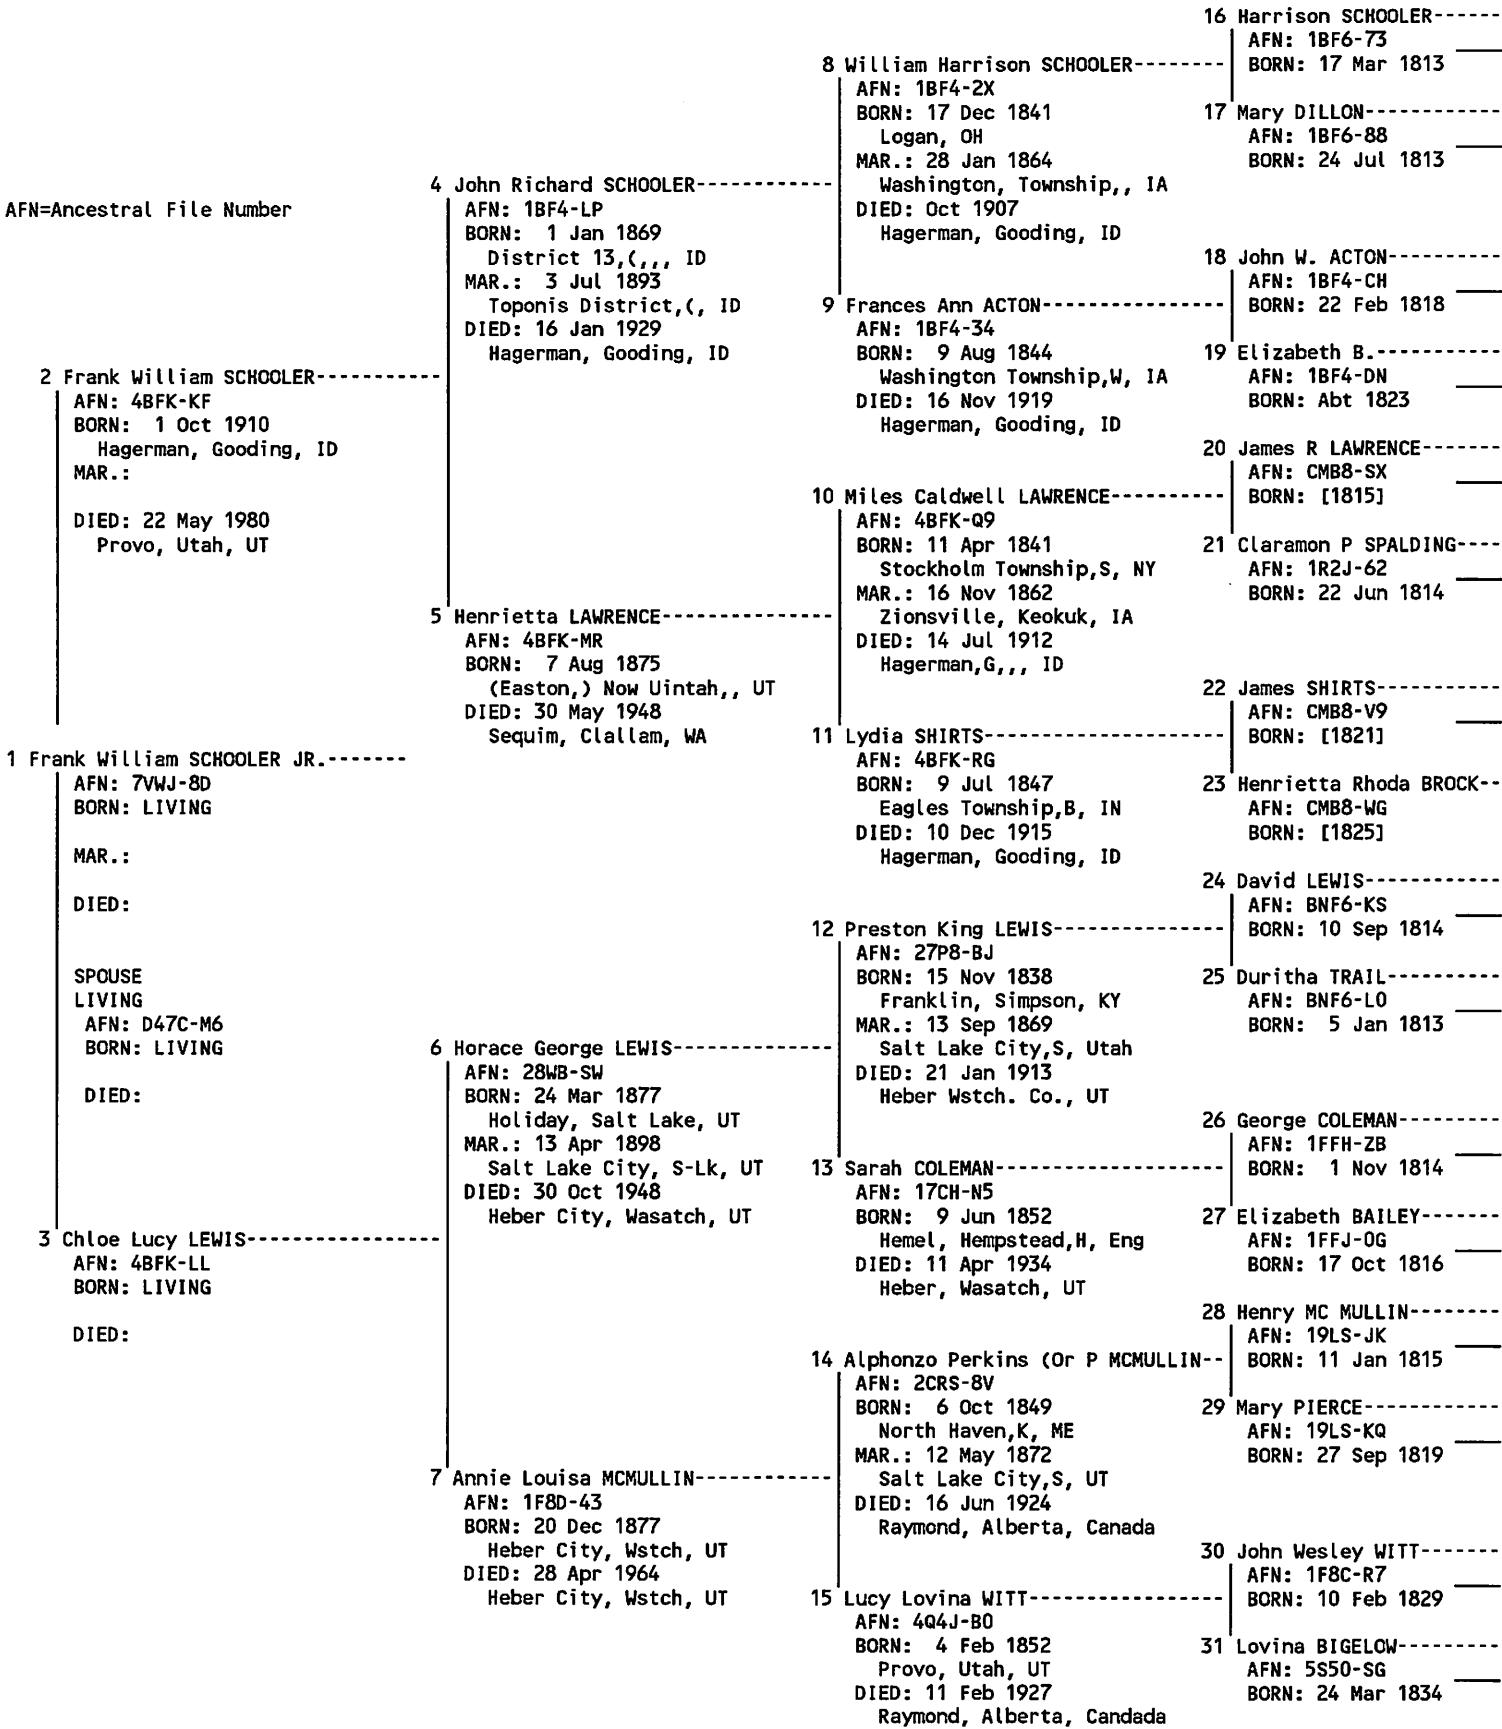 AFN=Ancestral File Number
1 Frank William SCHOOLER JR.-------
AFN: 7VWJ-8D
BORN: LIVING
MAR.:
DIED:
SPOUSE
LIVING
AFN: D47C-M6
BORN: LIVING
DIED:
2 Frank William SCHOOLER-----------
AFN: 4BFK-KF
BORN: 1 Oct 1910
Hagerman, Gooding, ID
MAR.:
DIED: 22 May 1980
Provo, Utah, UT
3 Chloe Lucy LEWIS-----------------
AFN: 4BFK-LL
BORN: LIVING
DIED:
4 John Richard SCHOOLER------------
AFN: 1BF4-LP
BORN: 1 Jan 1869
District 13,(,,, ID
MAR.: 3 Jul 1893
Toponis District,(, ID
DIED: 16 Jan 1929
Hagerman, Gooding, ID
5 Henrietta LAWRENCE---------------
AFN: 4BFK-MR
BORN: 7 Aug 1875
(Easton,) Now Uintah,, UT
DIED: 30 May 1948
Sequim, Clallam, WA
6 Horace George LEWIS--------------
AFN: 28WB-SW
BORN: 24 Mar 1877
Holiday, Salt Lake, UT
MAR.: 13 Apr 1898
Salt Lake City, S-Lk, UT
DIED: 30 Oct 1948
Heber City, Wasatch, UT
7 Annie Louisa MCMULLIN------------
AFN: 1F8D-43
BORN: 20 Dec 1877
Heber City, Wstch, UT
DIED: 28 Apr 1964
Heber City, Wstch, UT
8 William Harrison SCHOOLER--------
AFN: 1BF4-2X
BORN: 17 Dec 1841
Logan, OH
MAR.: 28 Jan 1864
Washington, Township,, IA
DIED: Oct 1907
Hagerman, Gooding, ID
9 Frances Ann ACTON----------------
AFN: 1BF4-34
BORN: 9 Aug 1844
Washington Township,W, IA
DIED: 16 Nov 1919
Hagerman, Gooding, ID
10 Miles Caldwell LAWRENCE----------
AFN: 4BFK-Q9
BORN: 11 Apr 1841
Stockholm Township,S, NY
MAR.: 16 Nov 1862
Zionsville, Keokuk, IA
DIED: 14 Jul 1912
Hagerman,G,,, ID
11 Lydia SHIRTS---------------------
AFN: 4BFK-RG
BORN: 9 Jul 1847
Eagles Township,B, IN
DIED: 10 Dec 1915
Hagerman, Gooding, ID
12 Preston King LEWIS---------------
AFN: 27P8-BJ
BORN: 15 Nov 1838
Franklin, Simpson, KY
MAR.: 13 Sep 1869
Salt Lake City,S, Utah
DIED: 21 Jan 1913
Heber Wstch. Co., UT
13 Sarah COLEMAN--------------------
AFN: 17CH-N5
BORN: 9 Jun 1852
Hemel, Hempstead,H, Eng
DIED: 11 Apr 1934
Heber, Wasatch, UT
14 Alphonzo Perkins (Or P MCMULLIN--
AFN: 2CRS-8V
BORN: 6 Oct 1849
North Haven,K, ME
MAR.: 12 May 1872
Salt Lake City,S, UT
DIED: 16 Jun 1924
Raymond, Alberta, Canada
15 Lucy Lovina WITT-----------------
AFN: 4Q4J-B0
BORN: 4 Feb 1852
Provo, Utah, UT
DIED: 11 Feb 1927
Raymond, Alberta, Candada
16 Harrison SCHOOLER------
AFN: 1BF6-73
BORN: 17 Mar 1813
17 Mary DILLON------------
AFN: 1BF6-88
BORN: 24 Jul 1813
18 John W. ACTON----------
AFN: 1BF4-CH
BORN: 22 Feb 1818
19 Elizabeth B.-----------
AFN: 1BF4-DN
BORN: Abt 1823
20 James R LAWRENCE-------
AFN: CMB8-SX
BORN: [1815]
21 Claramon P SPALDING----
AFN: 1R2J-62
BORN: 22 Jun 1814
22 James SHIRTS-----------
AFN: CMB8-V9
BORN: [1821]
23 Henrietta Rhoda BROCK--
AFN: CMB8-WG
BORN: [1825]
24 David LEWIS------------
AFN: BNF6-KS
BORN: 10 Sep 1814
25 Duritha TRAIL----------
AFN: BNF6-L0
BORN: 5 Jan 1813
26 George COLEMAN---------
AFN: 1FFH-ZB
BORN: 1 Nov 1814
27 Elizabeth BAILEY-------
AFN: 1FFJ-0G
BORN: 17 Oct 1816
28 Henry MC MULLIN--------
AFN: 19LS-JK
BORN: 11 Jan 1815
29 Mary PIERCE------------
AFN: 19LS-KQ
BORN: 27 Sep 1819
30 John Wesley WITT-------
AFN: 1F8C-R7
BORN: 10 Feb 1829
31 Lovina BIGELOW---------
AFN: 5S50-SG
BORN: 24 Mar 1834